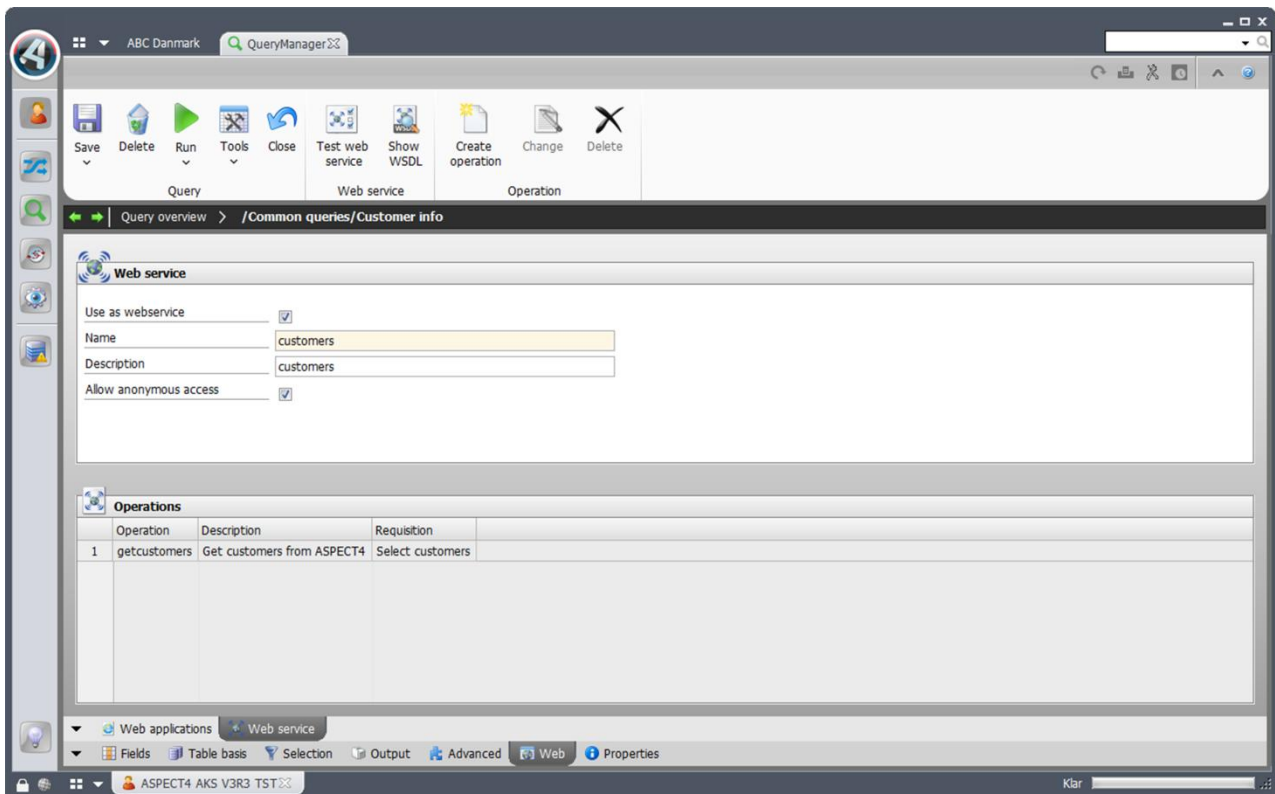 ABC Danmark QueryManager
Save Delete Run Tools Close Test web service Show WSDL Create operation Change Delete
Query Web service Operation
Query overview > /Common queries/Customer info
Web service
Use as webservice
Name customers
Description customers
Allow anonymous access
Operations
Operation Description Requisition
1 getcustomers Get customers from ASPECT4 Select customers
Web applications Web service
Fields Table basis Selection Output Advanced Web Properties
ASPECT4 AKS V3R3 TST Klar